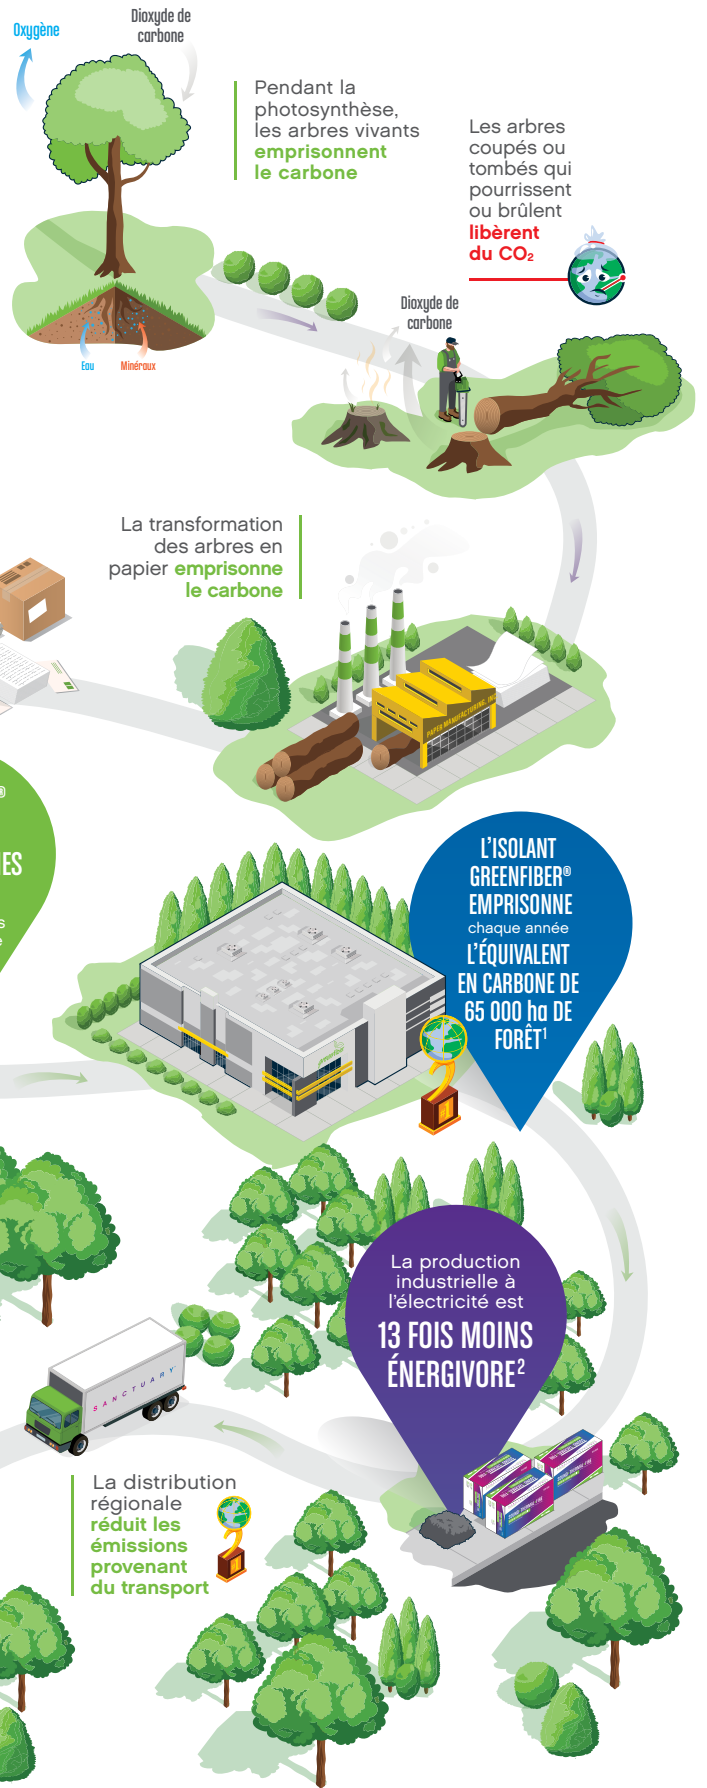 Oxygène
Dioxyde de
carbone
Pendant la
photosynthèse,
les arbres vivants
emprisonnent
le carbone
Les arbres
coupés ou
tombés qui
pourrissent
ou brûlent
libèrent
du CO₂
Eau
Minéraux
Dioxyde de
carbone
La transformation
des arbres en
papier emprisonne
le carbone
PAPER MANUFACTURING, INC
L'ISOLANT
GREENFIBER®
EMPRISONNE
chaque année
L'ÉQUIVALENT
EN CARBONE DE
65 000 ha DE
FORÊT¹
La production
industrielle à
l'électricité est
13 FOIS MOINS
ÉNERGIVORE²
SANCTUARY
La distribution
régionale
réduit les
émissions
provenant
du transport